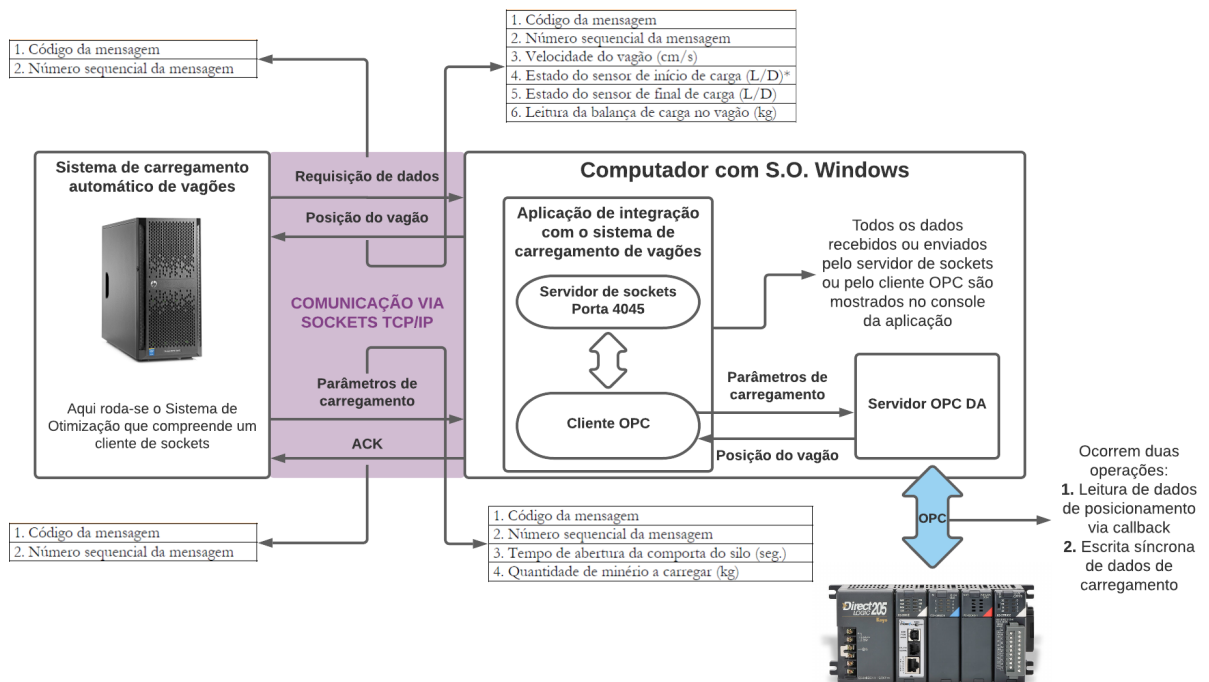 1. Código da mensagem
2. Número sequencial da mensagem
1. Código da mensagem
2. Número sequencial da mensagem
3. Velocidade do vagão (cm/s)
4. Estado do sensor de início de carga (L/D)*
5. Estado do sensor de final de carga (L/D)
6. Leitura da balança de carga no vagão (kg)
Sistema de carregamento
automático de vagões
Aqui roda-se o Sistema de
Otimização que compreende um
cliente de sockets
Requisição de dados
Posição do vagão
COMUNICAÇÃO VIA
SOCKETS TCP/IP
Parâmetros de
carregamento
ACK
Computador com S.O. Windows
Aplicação de integração
com o sistema de
carregamento de vagões
Servidor de sockets
Porta 4045
Cliente OPC
Todos os dados
recebidos ou enviados
pelo servidor de sockets
ou pelo cliente OPC são
mostrados no console
da aplicação
Parâmetros de
carregamento
Posição do vagão
Servidor OPC DA
OPC
Ocorrem duas
operações:
1. Leitura de dados
de posicionamento
via callback
2. Escrita síncrona
de dados de
carregamento
1. Código da mensagem
2. Número sequencial da mensagem
1. Código da mensagem
2. Número sequencial da mensagem
3. Tempo de abertura da comporta do silo (seg.)
4. Quantidade de minério a carregar (kg)
Direct
LOGIC
205
Koyo